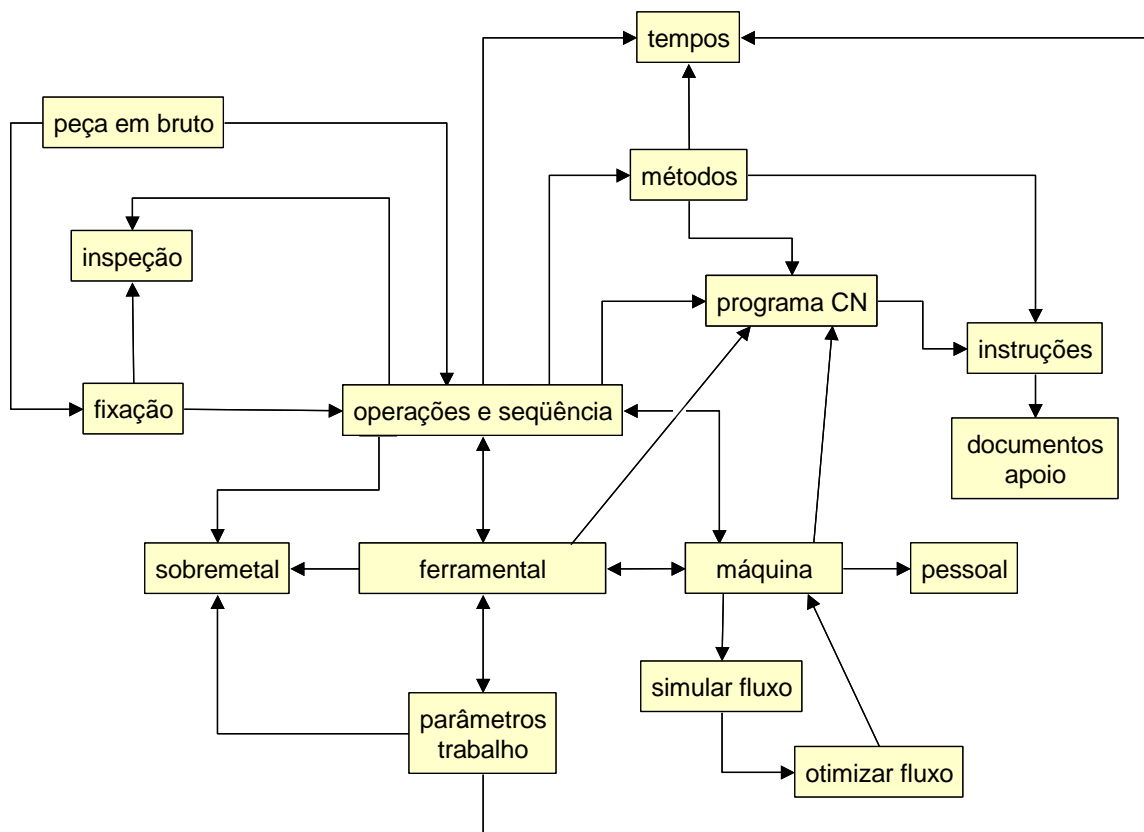 tempos
peça em bruto
métodos
inspeção
programa CN
instruções
fixação
operações e seqüência
documentos
apoio
sobremetal
ferramental
máquina
pessoal
simular fluxo
parâmetros
trabalho
otimizar fluxo